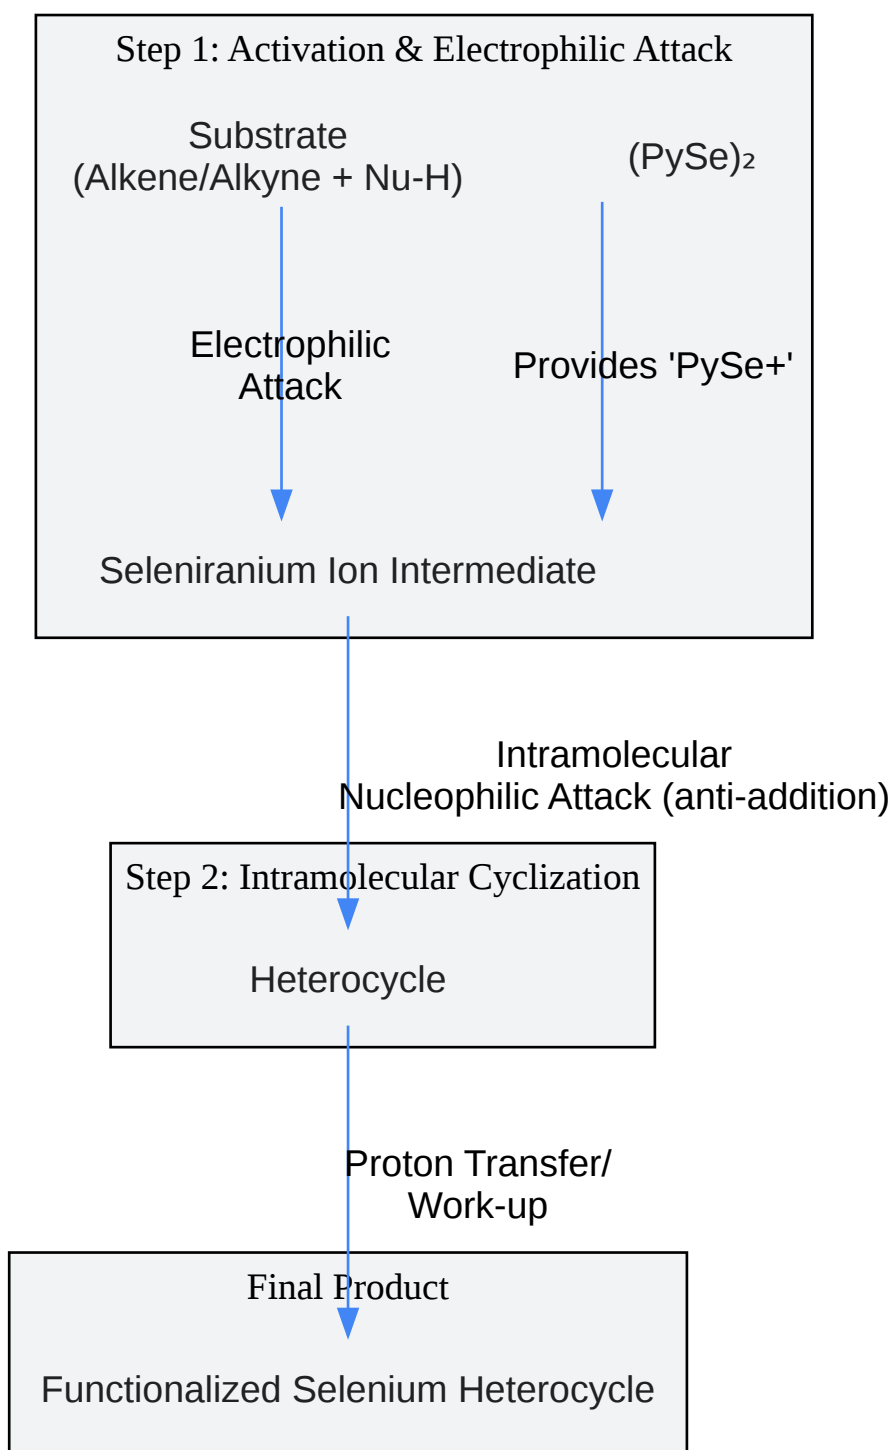 Step 1: Activation & Electrophilic Attack
Substrate
(Alkene/Alkyne + Nu-H)
(PySe)₂
Electrophilic
Attack
Provides 'PySe+'
Seleniranium Ion Intermediate
Intramolecular
Nucleophilic Attack (anti-addition)
Step 2: Intramolecular Cyclization
Heterocycle
Proton Transfer/
Work-up
Final Product
Functionalized Selenium Heterocycle